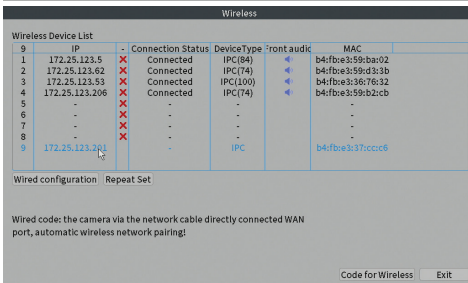 Wireless
Wireless Device List
9 IP - Connection Status DeviceType Front audio MAC
1 172.25.123.5 Connected IPC(84) b4:fb:e3:59:ba:02
2 172.25.123.62 Connected IPC(74) b4:fb:e3:59:d3:3b
3 172.25.123.53 Connected IPC(100) b4:fb:e3:36:76:32
4 172.25.123.206 Connected IPC(74) b4:fb:e3:59:b2:cb
5 - - - -
6 - - - -
7 - - - -
8 - - - -
9 172.25.123.201 - IPC b4:fb:e3:37:cc:c6
Wired configuration Repeat Set
Wired code: the camera via the network cable directly connected WAN
port, automatic wireless network pairing!
Code for Wireless Exit